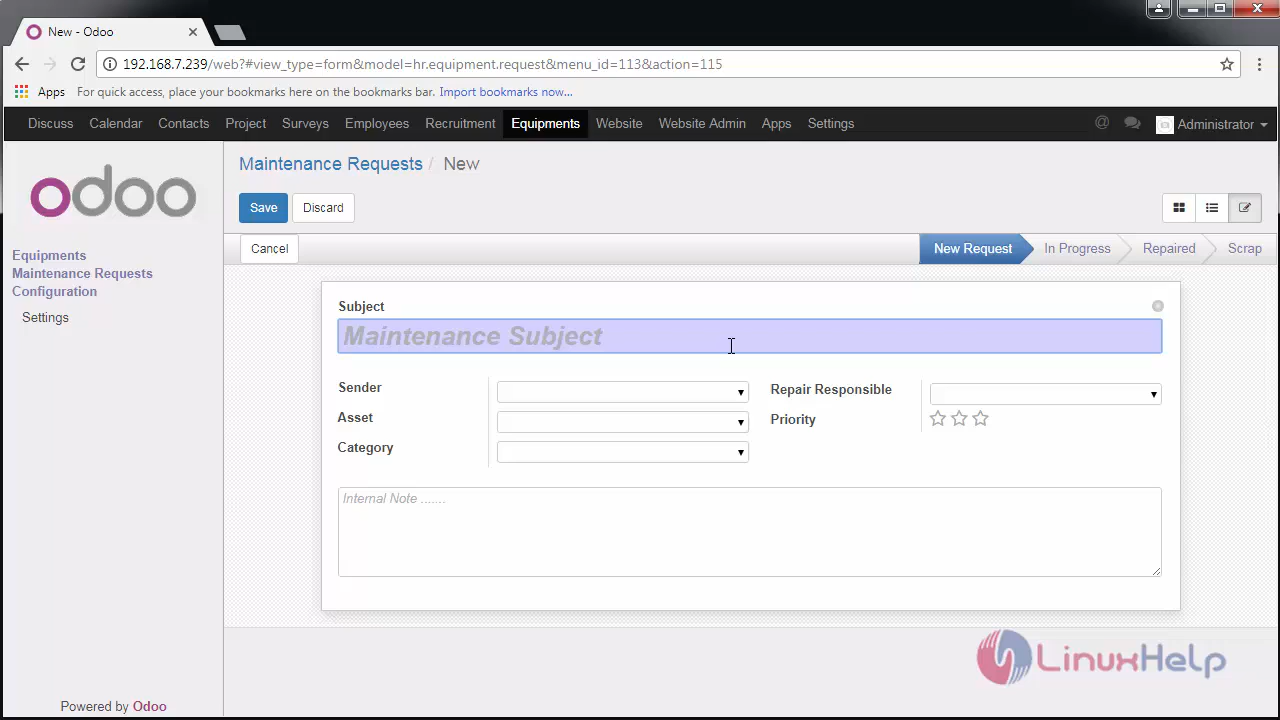 New - Odoo
192.168.7.239/web?#view_type=form&model=hr.equipment.request&menu_id=113&action=115
Apps For quick access, place your bookmarks here on the bookmarks bar. Import bookmarks now...
Discuss Calendar Contacts Project Surveys Employees Recruitment Equipments Website Website Admin Apps Settings @ Administrator
odoo
Equipments
Maintenance Requests
Configuration
Settings
Powered by Odoo
Maintenance Requests / New
Save Discard
Cancel New Request In Progress Repaired Scrap
Subject
Maintenance Subject
Sender
Asset
Category
Repair Responsible
Priority
Internal Note .......
LinuxHelp